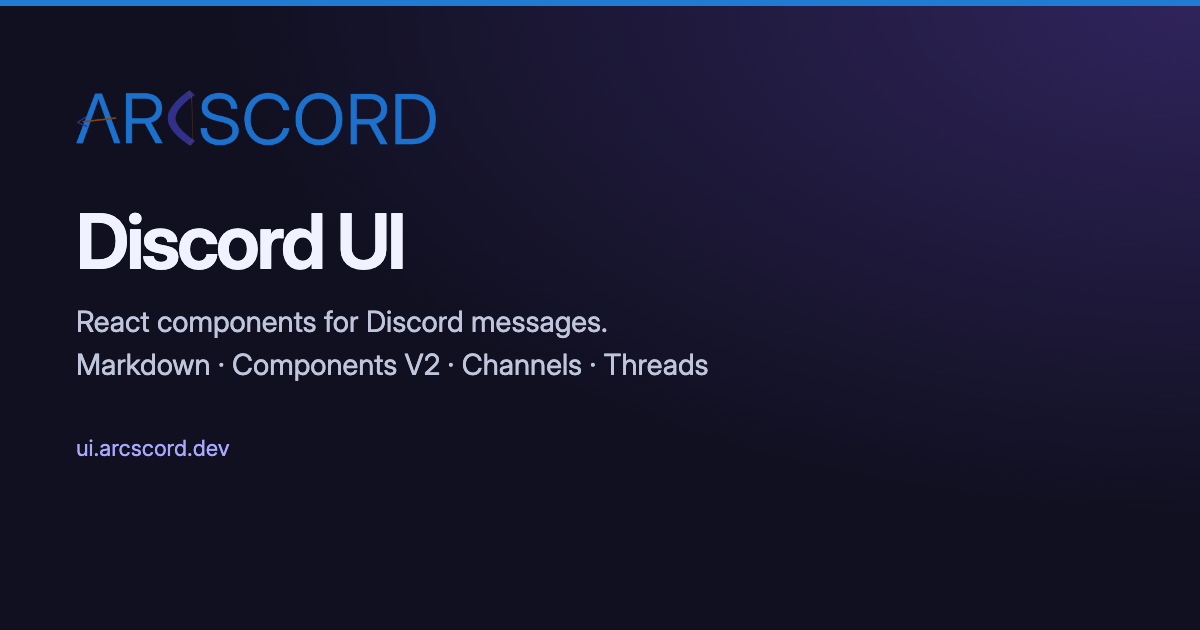 ARCSCORD
Discord UI
React components for Discord messages.
Markdown · Components V2 · Channels · Threads
ui.arcscord.dev